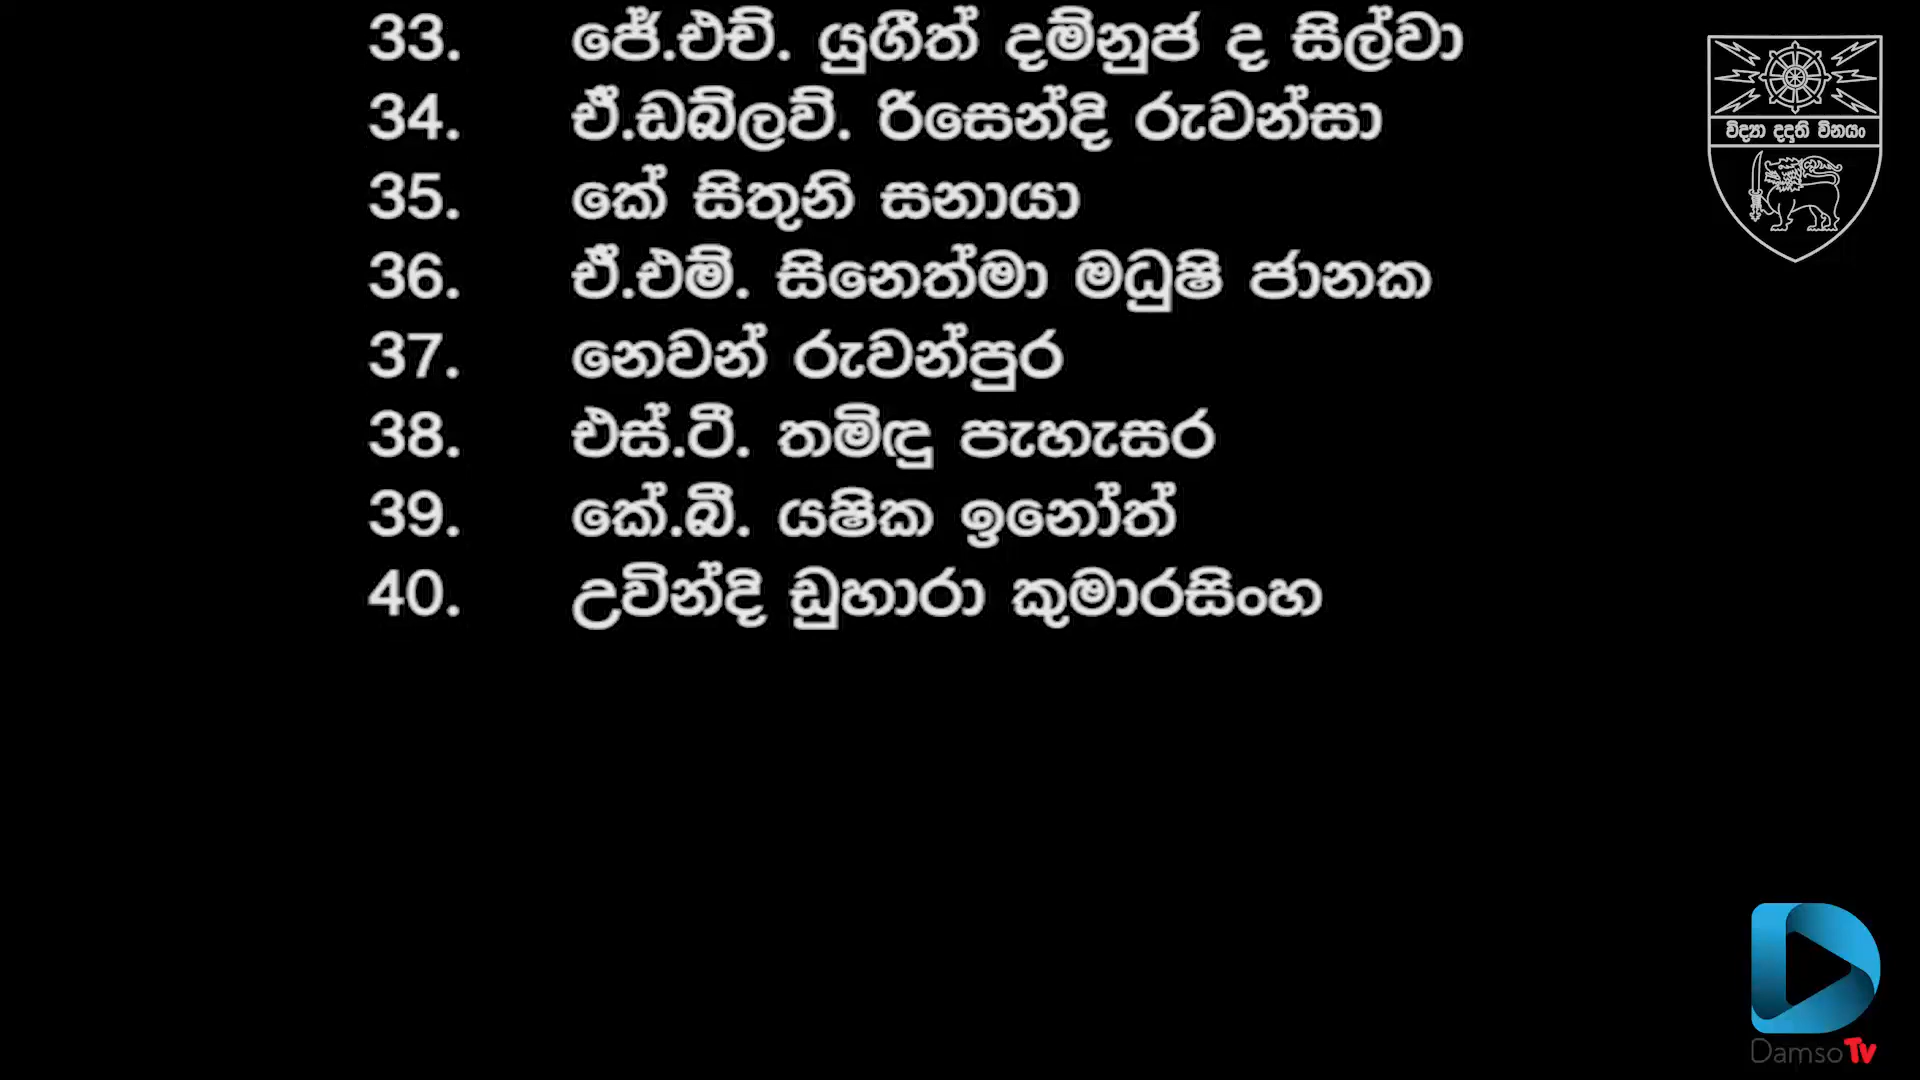 33. ජේ.එච්. යුගීත් දම්නුජ ද සිල්වා
34. ඒ.ඩබ්ලව්. රිසෙන්දි රුවන්සා
35. කේ සිතුනි සනායා
36. ඒ.එම්. සිනෙත්මා මධුෂි ජානක
37. නෙවන් රුවන්පුර
38. එස්.ටී. තමිඳු පැහැසර
39. කේ.බී. යෂික ඉනෝත්
40. උවින්දි ඩුහාරා කුමාරසිංහ
විද්‍යා දදාති විනයං
DamsoTv